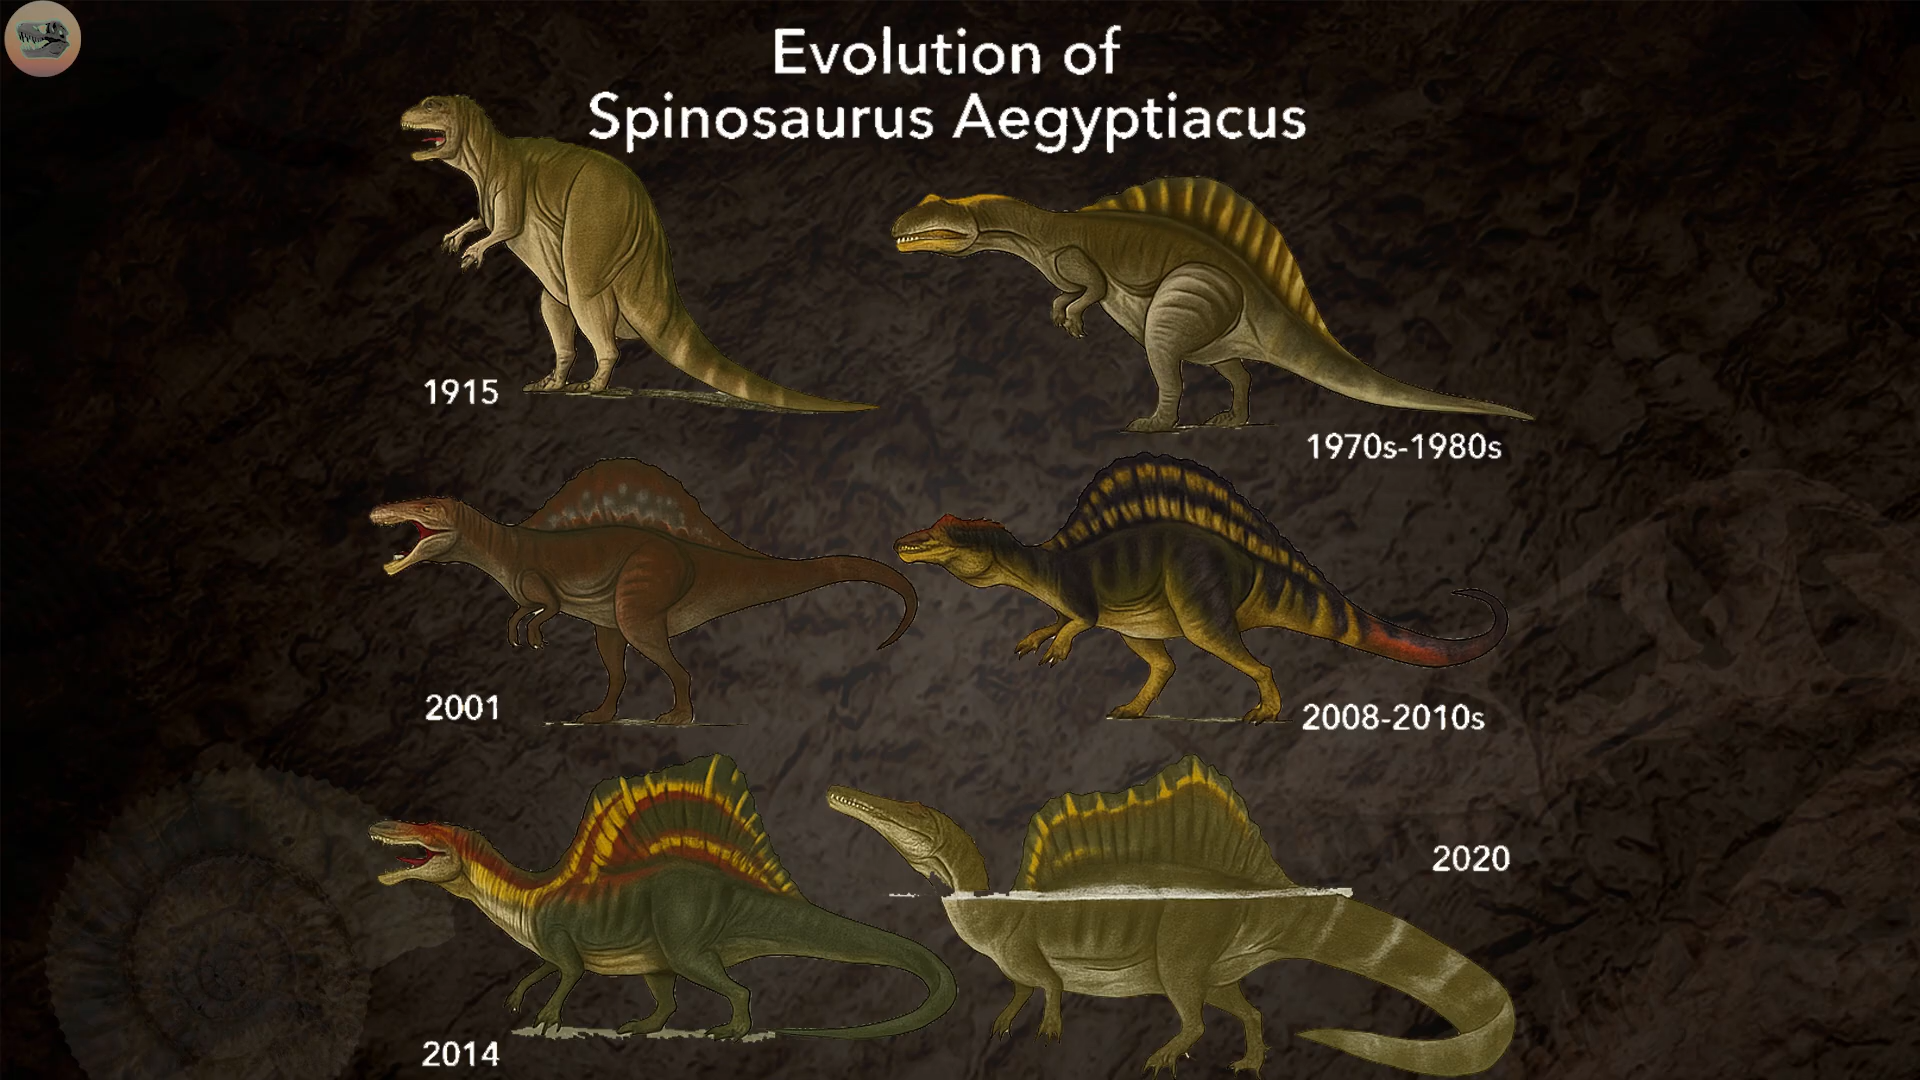 Evolution of
Spinosaurus Aegyptiacus
1915
1970s-1980s
2001
2008-2010s
2020
2014